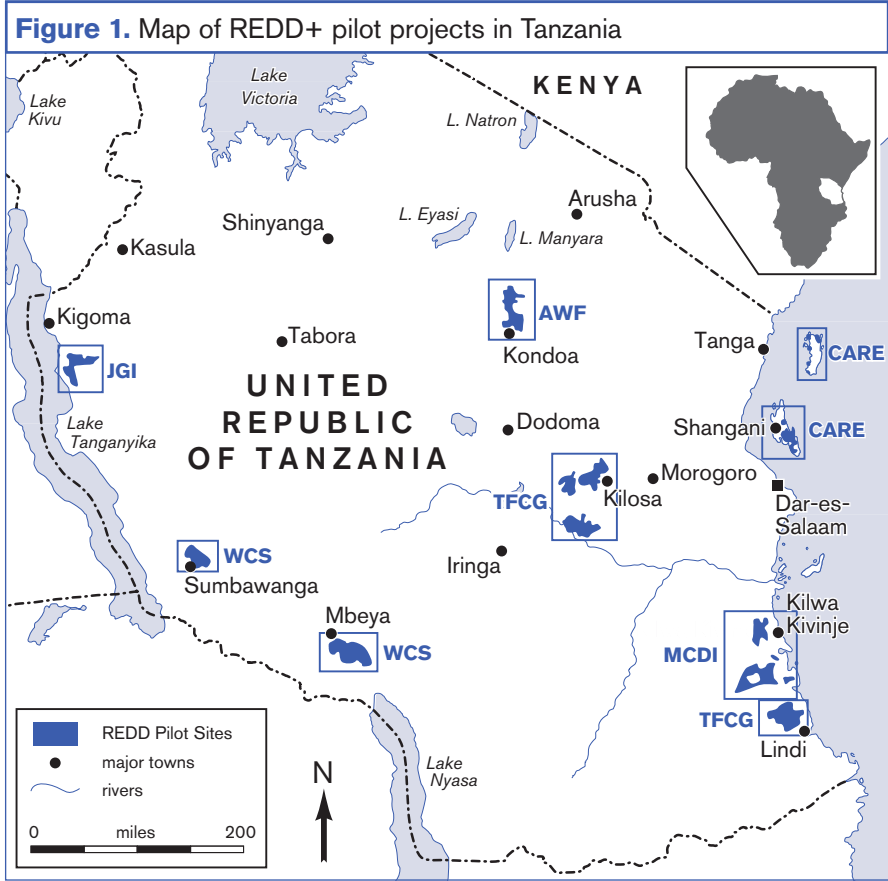 Figure 1. Map of REDD+ pilot projects in Tanzania
Lake
Kivu
Lake
Victoria
KENYA
L. Natron
Shinyanga
L. Eyasi
Arusha
L. Manyara
Kasula
Kigoma
JGI
Tabora
AWF
Kondoa
Tanga
CARE
UNITED
REPUBLIC
OF TANZANIA
Lake
Tanganyika
Dodoma
Shangani
CARE
TFCG
Kilosa
Morogoro
Dar-es-
Salaam
Iringa
WCS
Sumbawanga
Mbeya
WCS
Kilwa
Kivinje
MCDI
TFCG
Lindi
Lake
Nyasa
N
REDD Pilot Sites
major towns
rivers
0 miles 200